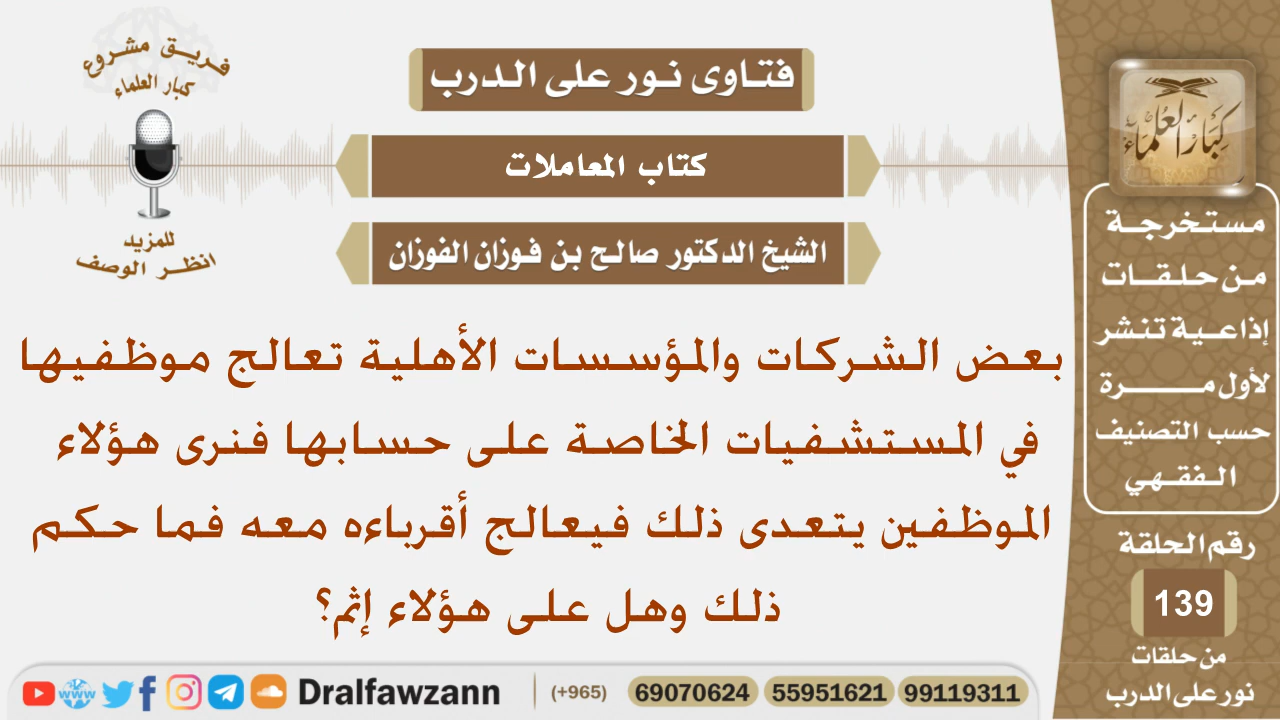 فتاوى نور على الدرب
كتاب المعاملات
الشيخ الدكتور صالح بن فوزان الفوزان
بعض الشركات والمؤسسات الأهلية تعالج موظفيها
في المستشفيات الخاصة على حسابها فنرى هؤلاء
الموظفين يتعدى ذلك فيعالج أقرباءه معه فما حكم
ذلك وهل على هؤلاء إثم؟
كبار العلماء
مستخرجة
من حلقات
إذاعية تنشر
لأول مرة
حسب التصنيف
الفقهي
رقم الحلقة
139
من حلقات
نور على الدرب
فريق مشروع
كبار العلماء
للمزيد
انظر الوصف
www
Dralfawzann
(+965)
69070624
55951621
99119311